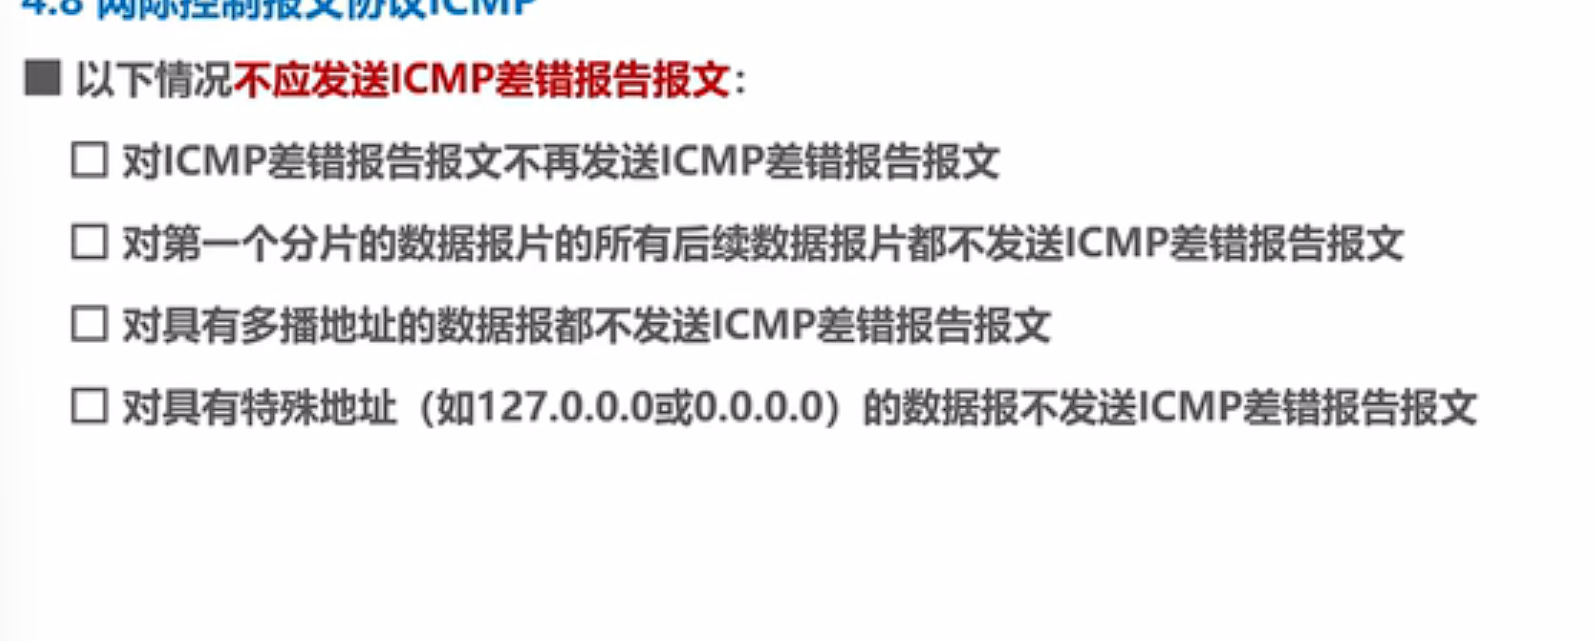 4.8 网际控制报文协议ICMP
■ 以下情况不应发送ICMP差错报告报文：
□ 对ICMP差错报告报文不再发送ICMP差错报告报文
□ 对第一个分片的数据报片的所有后续数据报片都不发送ICMP差错报告报文
□ 对具有多播地址的数据报都不发送ICMP差错报告报文
□ 对具有特殊地址（如127.0.0.0或0.0.0.0）的数据报不发送ICMP差错报告报文